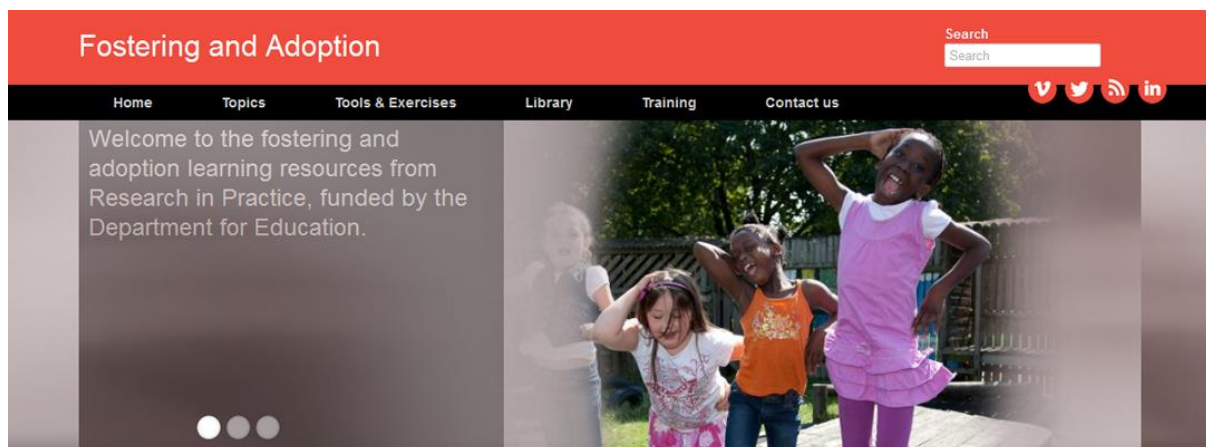 Fostering and Adoption
Search
Search
Home Topics Tools & Exercises Library Training Contact us
Welcome to the fostering and
adoption learning resources from
Research in Practice, funded by the
Department for Education.